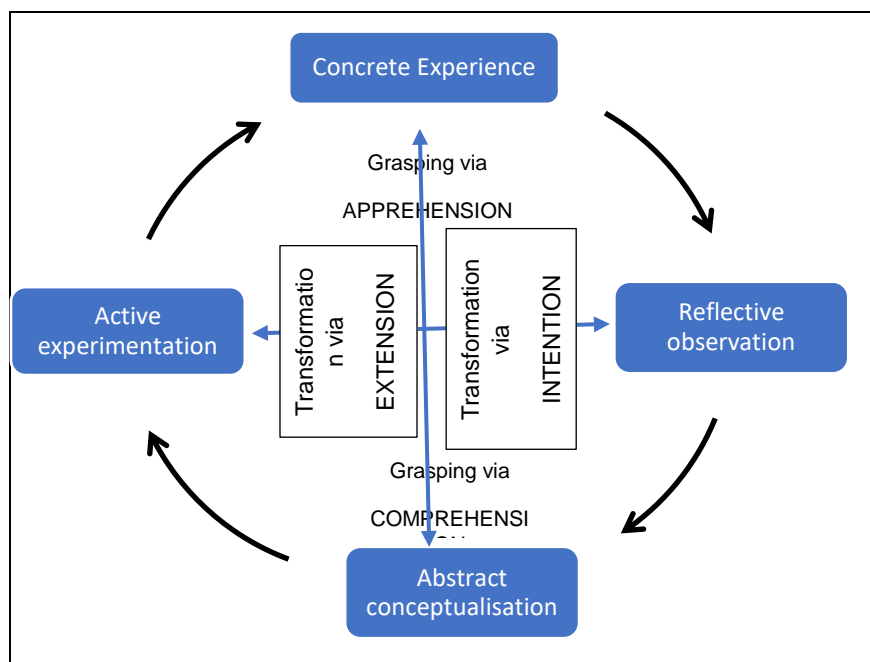 Concrete Experience
Grasping via
APPREHENSION
Transformatio
n via
EXTENSION
Transformation
via
INTENTION
Active
experimentation
Reflective
observation
Grasping via
COMPREHENSI
ON
Abstract
conceptualisation